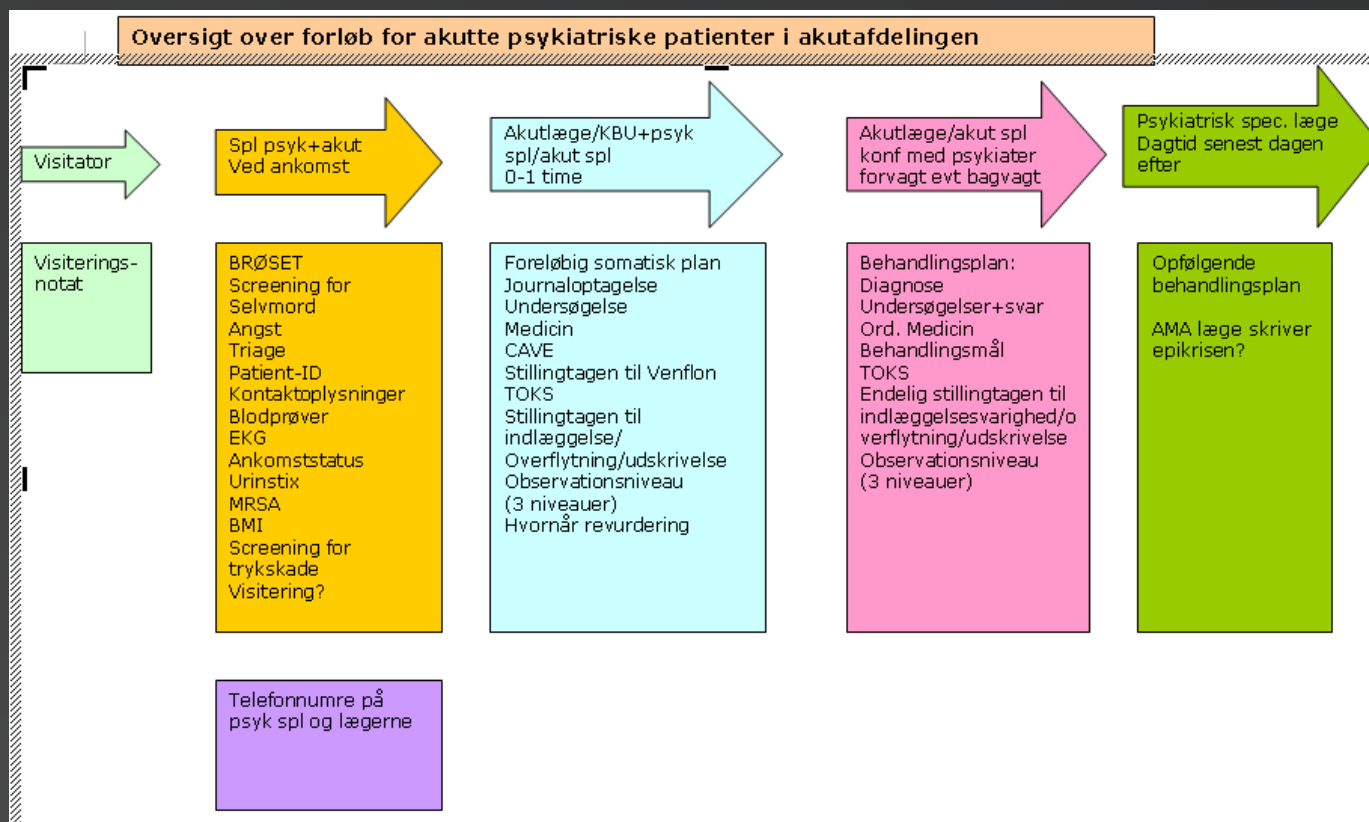 Oversigt over forløb for akutte psykiatriske patienter i akutafdelingen
Visitator
Spl psyk+akut
Ved ankomst
Akutlæge/KBU+psyk
spl/akut spl
0-1 time
Akutlæge/akut spl
konf med psykiater
forvagt evt bagvagt
Psykiatrisk spec. læge
Dagtid senest dagen
efter
Visiterings-
notat
BRØSET
Screening for
Selvmord
Angst
Triage
Patient-ID
Kontaktoplysninger
Blodprøver
EKG
Ankomststatus
Urinstix
MRSA
BMI
Screening for
trykskade
Visitering?
Foreløbig somatisk plan
Journaloptagelse
Undersøgelse
Medicin
CAVE
Stillingtagen til Venflon
TOKS
Stillingtagen til
indlæggelse/
Overflytning/udskrivelse
Observationsniveau
(3 niveauer)
Hvornår revurdering
Behandlingsplan:
Diagnose
Undersøgelser+svar
Ord. Medicin
Behandlingsmål
TOKS
Endelig stillingtagen til
indlæggelsesvarighed/o
verflytning/udskrivelse
Observationsniveau
(3 niveauer)
Opfølgende
behandlingsplan
AMA læge skriver
epikrisen?
Telefonnumre på
psyk spl og lægerne